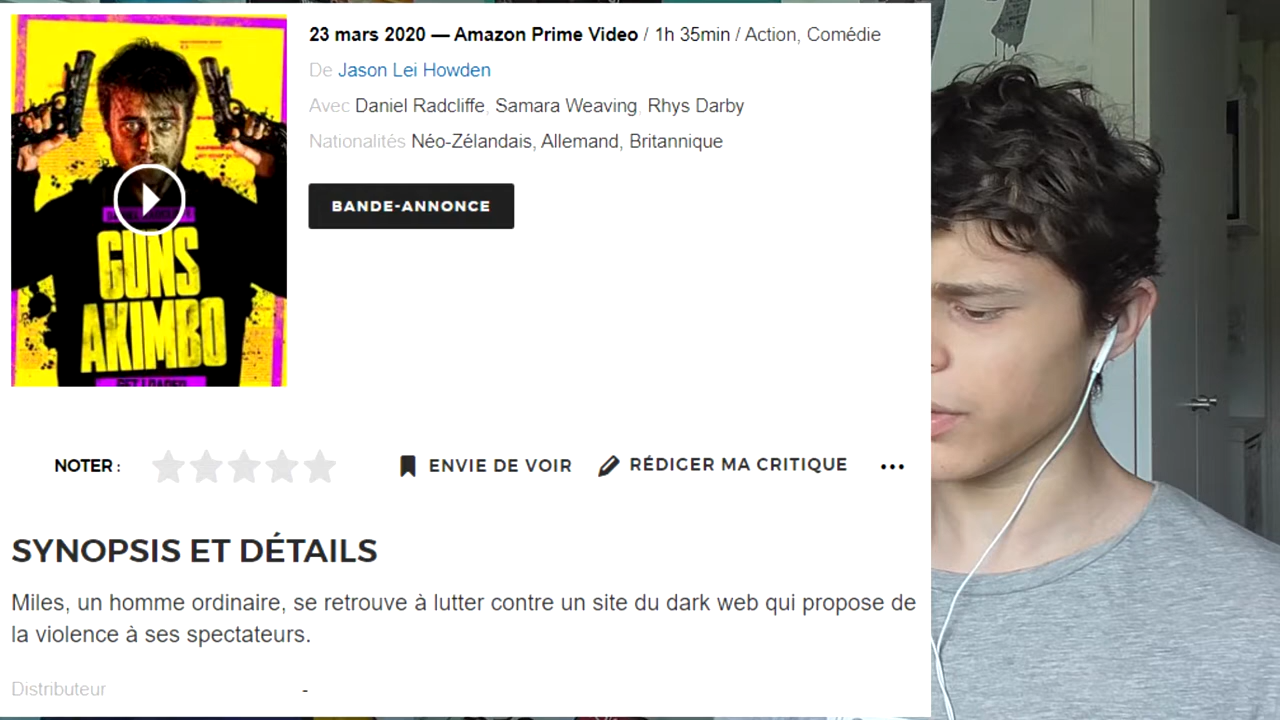 23 mars 2020 — Amazon Prime Video / 1h 35min / Action, Comédie
De Jason Lei Howden
Avec Daniel Radcliffe, Samara Weaving, Rhys Darby
Nationalités Néo-Zélandais, Allemand, Britannique
BANDE-ANNONCE
GUNS
AKIMBO
GET LOADED
NOTER :
ENVIE DE VOIR
RÉDIGER MA CRITIQUE
SYNOPSIS ET DÉTAILS
Miles, un homme ordinaire, se retrouve à lutter contre un site du dark web qui propose de
la violence à ses spectateurs.
Distributeur -